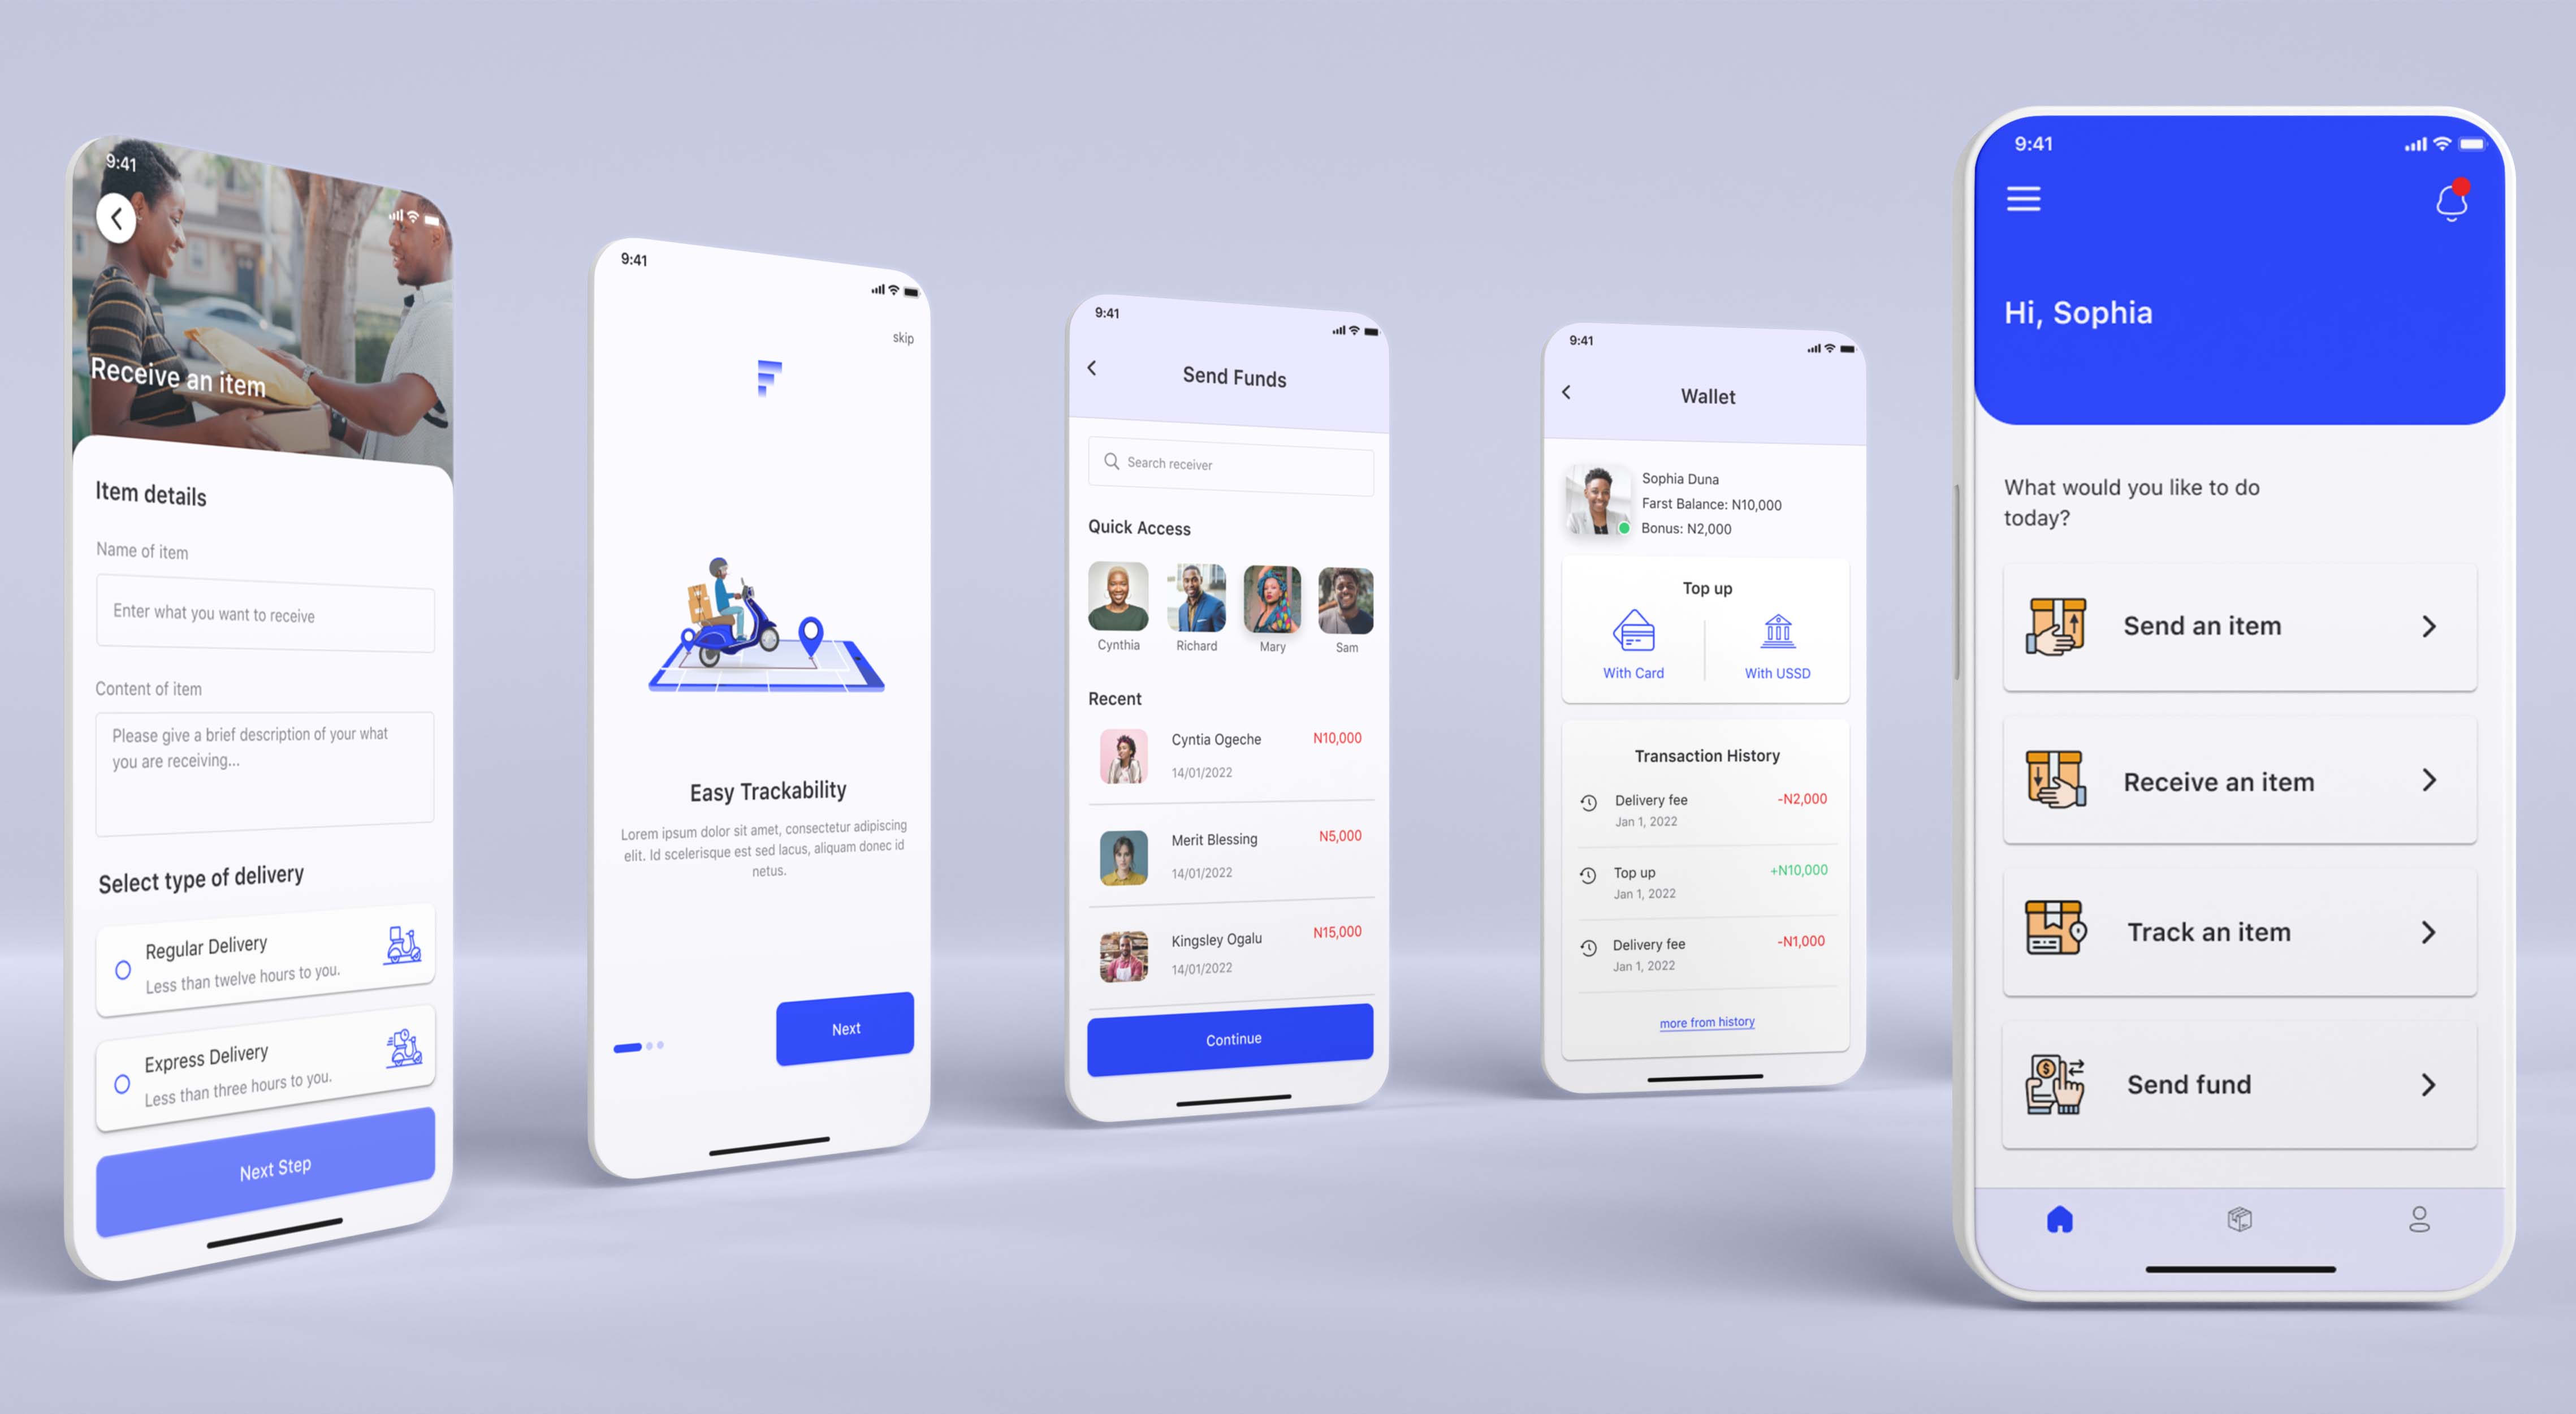 9:41
Receive an item
Item details
Name of item
Enter what you want to receive
Content of item
Please give a brief description of your what
you are receiving...
Select type of delivery
Regular Delivery
Less than twelve hours to you.
Express Delivery
Less than three hours to you.
Next Step
9:41
skip
F
Easy Trackability
Lorem ipsum dolor sit amet, consectetur adipiscing
elit. Id scelerisque est sed lacus, aliquam donec id
netus.
Next
9:41
Send Funds
Search receiver
Quick Access
Cynthia Richard Mary Sam
Recent
Cyntia Ogeche N10,000
14/01/2022
Merit Blessing N5,000
14/01/2022
Kingsley Ogalu N15,000
14/01/2022
Continue
9:41
Wallet
Sophia Duna
Farst Balance: N10,000
Bonus: N2,000
Top up
With Card With USSD
Transaction History
Delivery fee -N2,000
Jan 1, 2022
Top up +N10,000
Jan 1, 2022
Delivery fee -N1,000
Jan 1, 2022
more from history
9:41
Hi, Sophia
What would you like to do
today?
Send an item
Receive an item
Track an item
Send fund